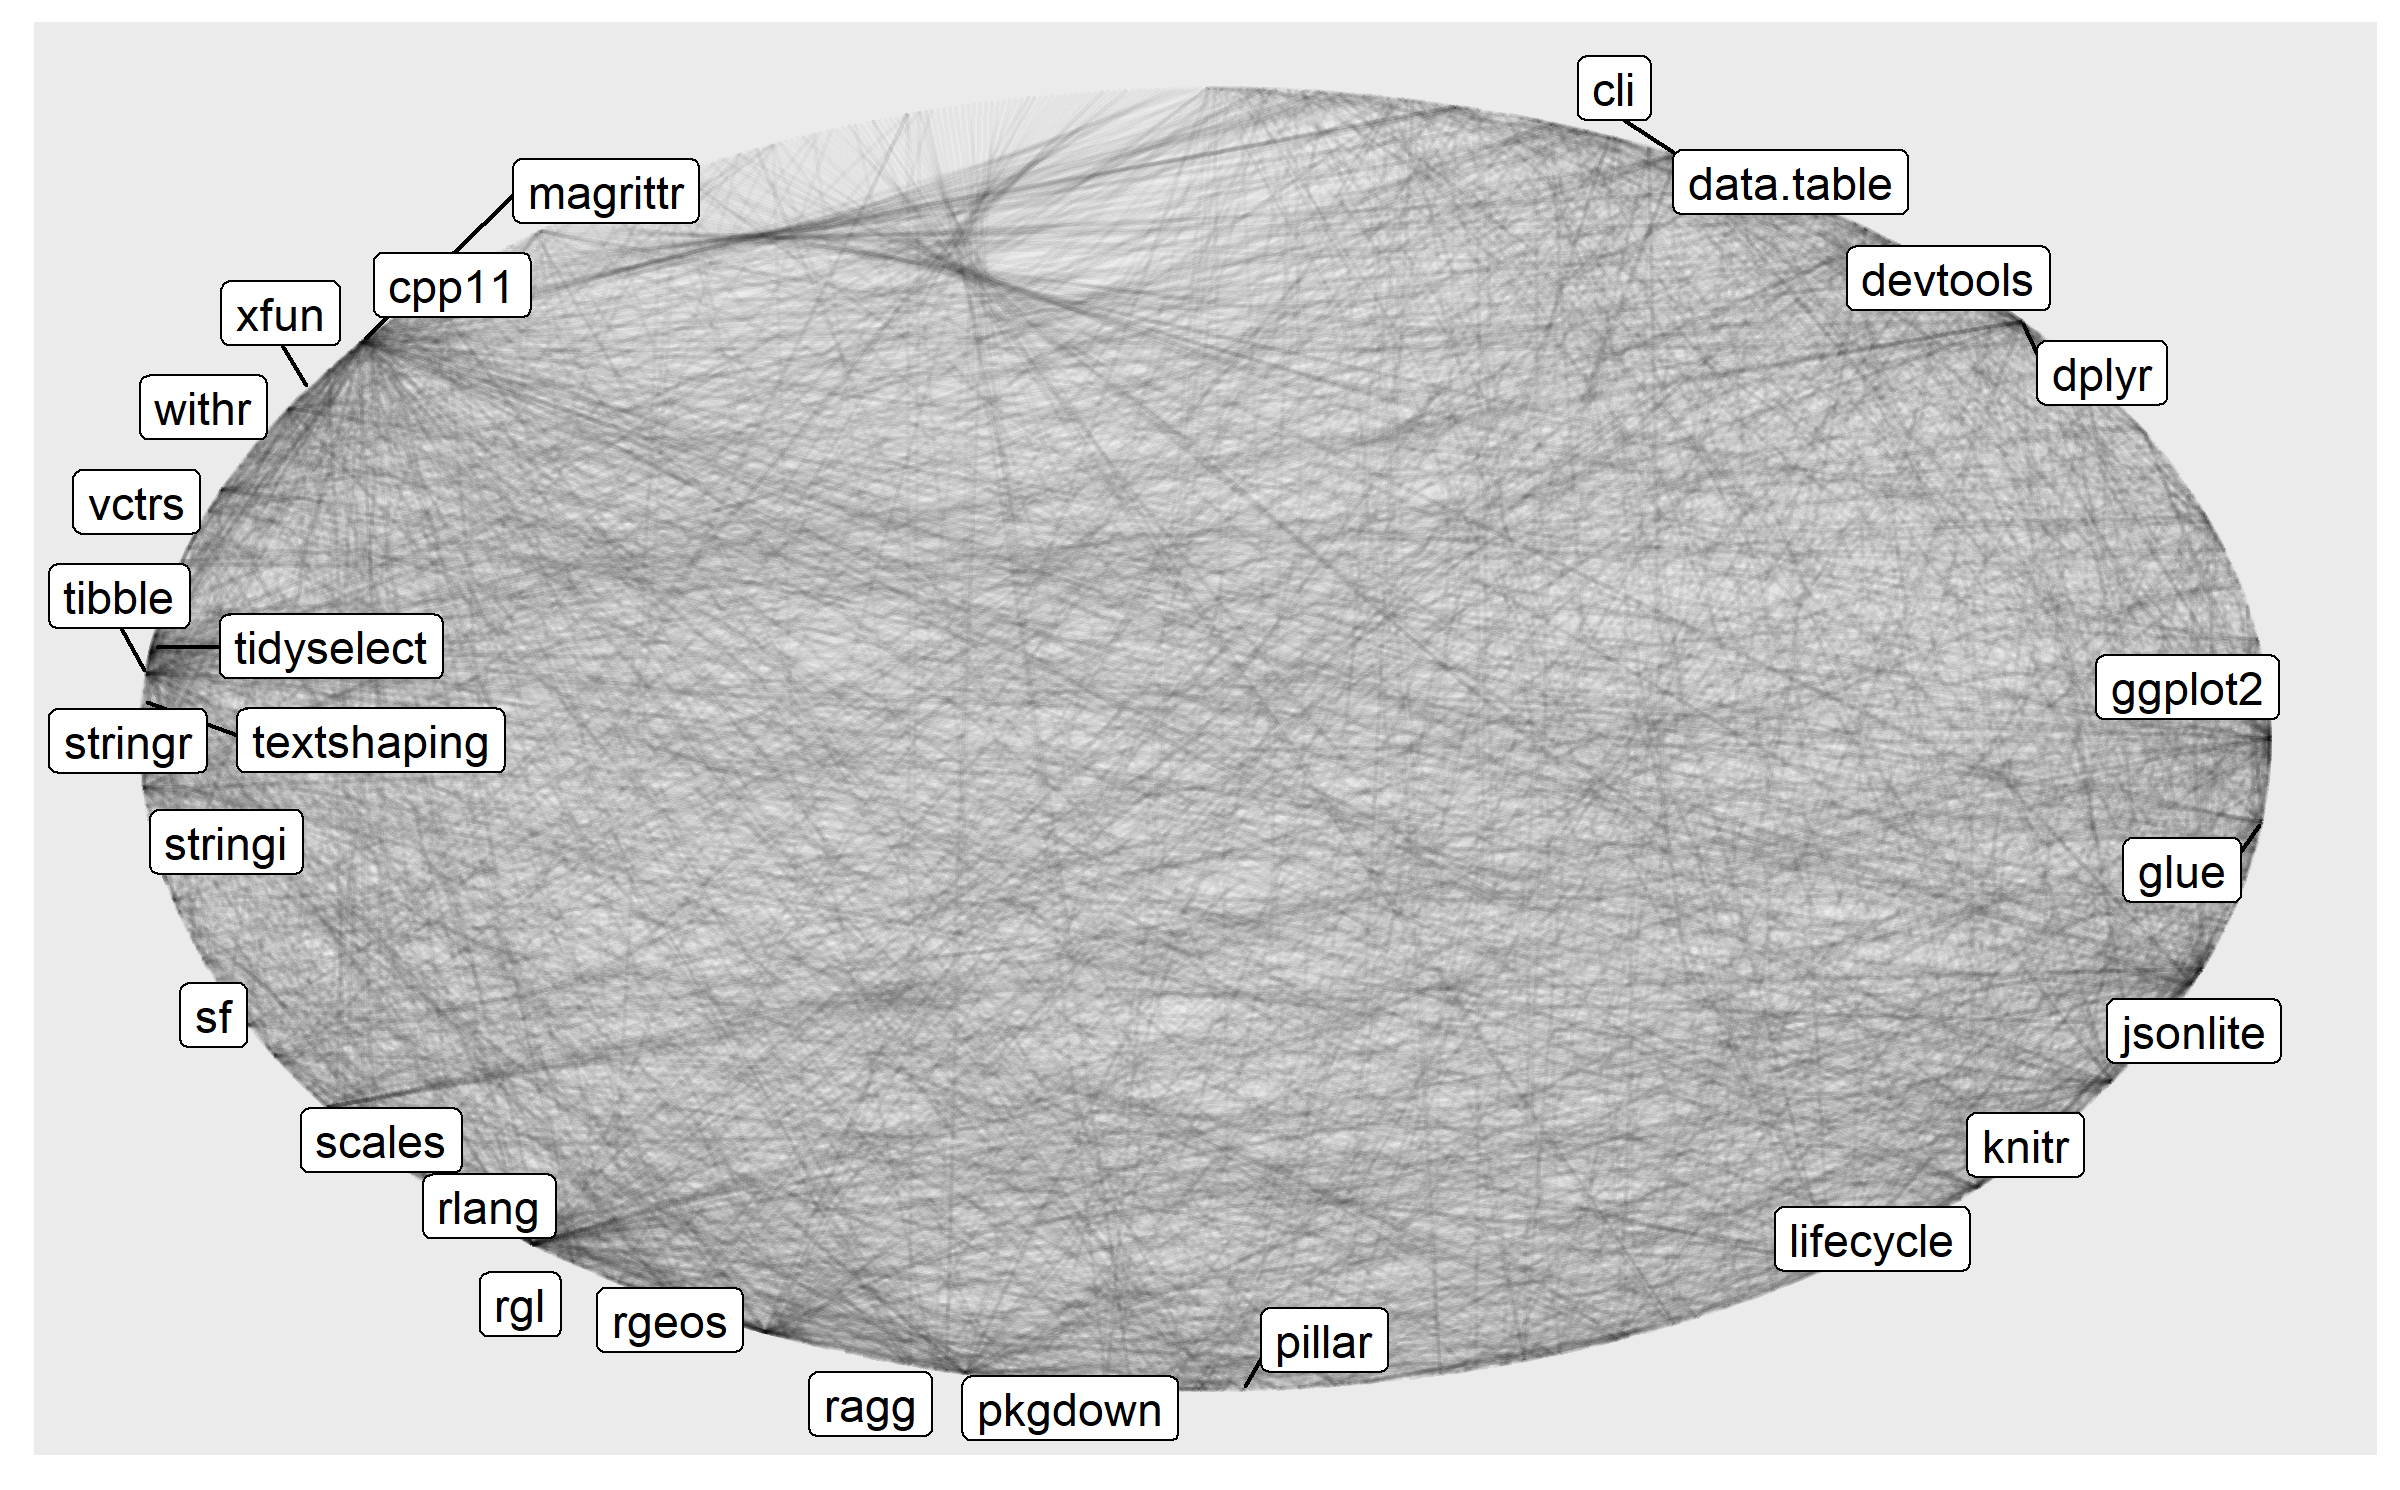 cli
data.table
magrittr
devtools
cpp11
xfun
dplyr
withr
vctrs
tibble
tidyselect
ggplot2
stringr
textshaping
stringi
glue
sf
jsonlite
scales
knitr
rlang
lifecycle
rgl
rgeos
pillar
ragg
pkgdown